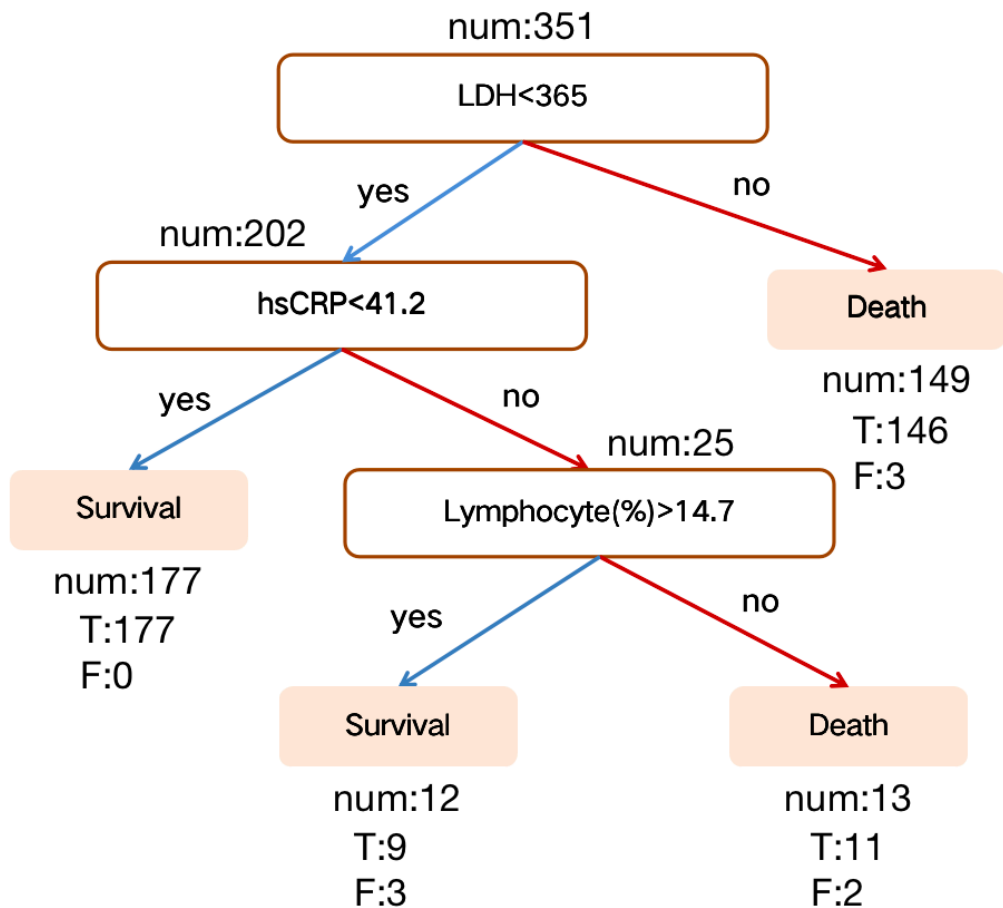 num:351
LDH<365
yes
no
num:202
hsCRP<41.2
Death
num:149
T:146
F:3
yes
no
num:25
Survival
Lymphocyte(%)>14.7
num:177
T:177
F:0
yes
no
Survival
Death
num:12
T:9
F:3
num:13
T:11
F:2